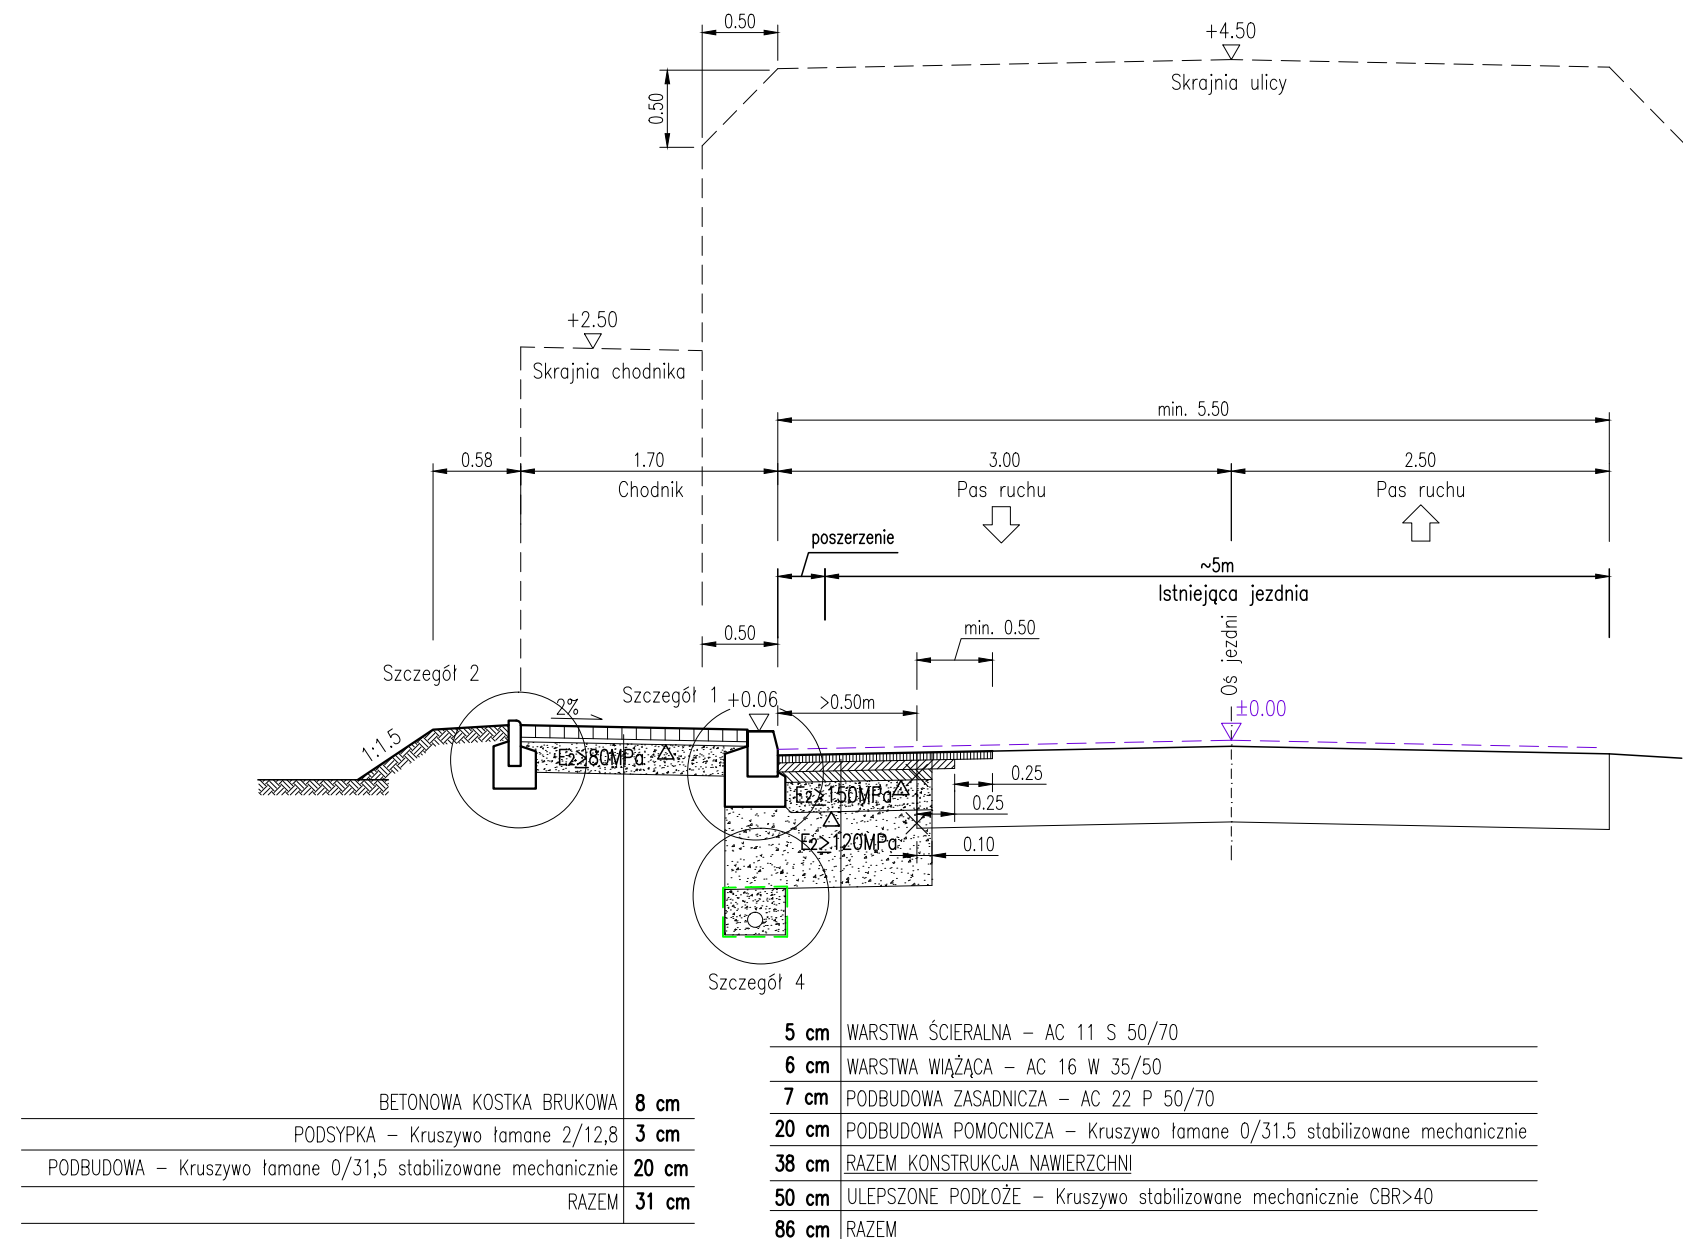 0.50
+4.50
Skrajnia ulicy
0.50
+2.50
Skrajnia chodnika
min. 5.50
0.58
1.70
3.00
2.50
Chodnik
Pas ruchu
Pas ruchu
poszerzenie
~5m
Istniejąca jezdnia
0.50
min. 0.50
Oś jezdni
Szczegół 2
Szczegół 1
+0.06
>0.50m
±0.00
2%
1:1.5
E2≥80MPa
0.25
E2≥150MPa
0.25
E2≥120MPa
0.10
Szczegół 4
5 cm WARSTWA ŚCIERALNA – AC 11 S 50/70
6 cm WARSTWA WIĄŻĄCA – AC 16 W 35/50
7 cm PODBUDOWA ZASADNICZA – AC 22 P 50/70
20 cm PODBUDOWA POMOCNICZA – Kruszywo łamane 0/31.5 stabilizowane mechanicznie
38 cm RAZEM KONSTRUKCJA NAWIERZCHNI
50 cm ULEPSZONE PODŁOŻE – Kruszywo stabilizowane mechanicznie CBR>40
86 cm RAZEM
BETONOWA KOSTKA BRUKOWA 8 cm
PODSYPKA – Kruszywo łamane 2/12,8 3 cm
PODBUDOWA – Kruszywo łamane 0/31,5 stabilizowane mechanicznie 20 cm
RAZEM 31 cm